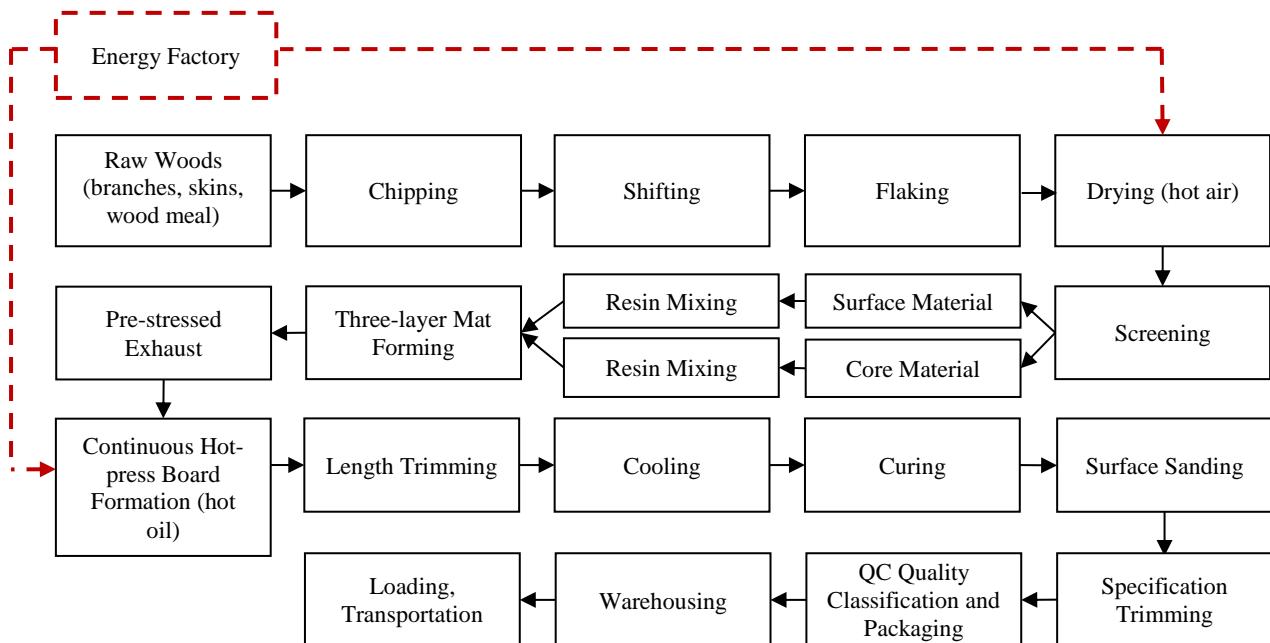 Energy Factory
Raw Woods
(branches, skins,
wood meal)
Chipping
Shifting
Flaking
Drying (hot air)
Pre-stressed
Exhaust
Three-layer Mat
Forming
Resin Mixing
Surface Material
Resin Mixing
Core Material
Screening
Continuous Hot-
press Board
Formation (hot
oil)
Length Trimming
Cooling
Curing
Surface Sanding
Loading,
Transportation
Warehousing
QC Quality
Classification and
Packaging
Specification
Trimming